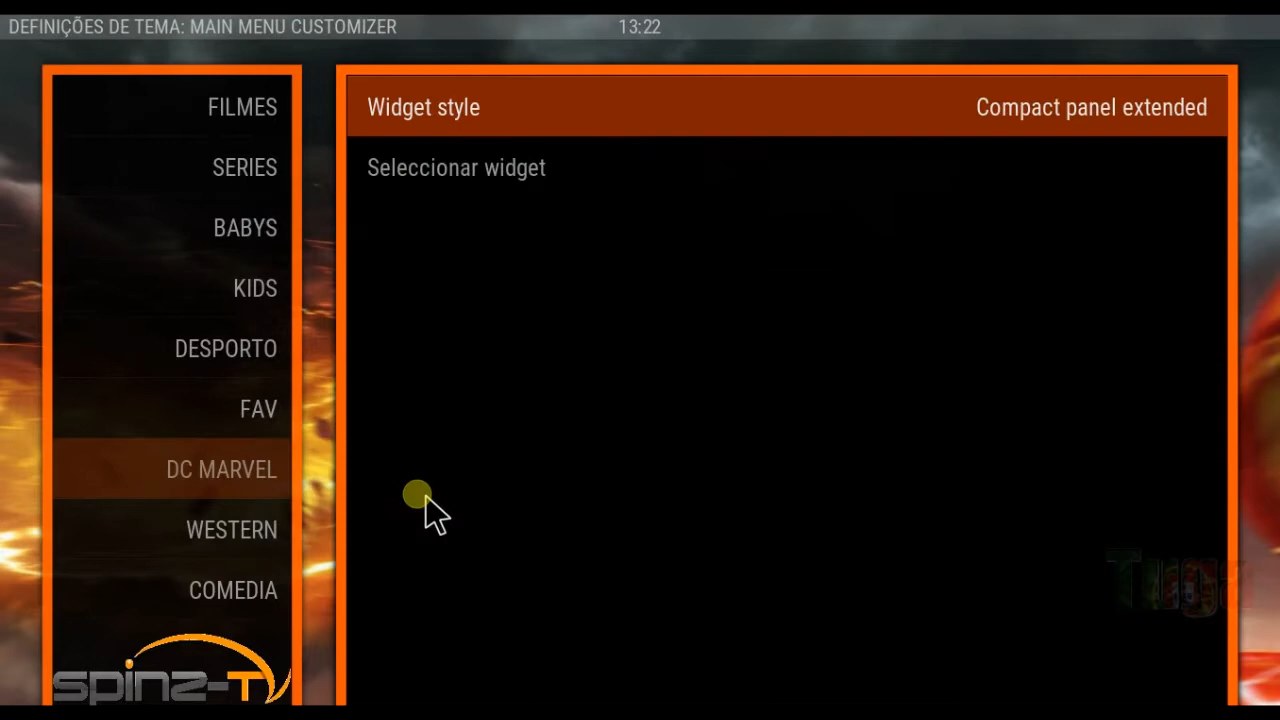 DEFINIÇÕES DE TEMA: MAIN MENU CUSTOMIZER
13:22
FILMES
SERIES
BABYS
KIDS
DESPORTO
FAV
DC MARVEL
WESTERN
COMEDIA
spinz-T
Widget style
Compact panel extended
Seleccionar widget
Tuga